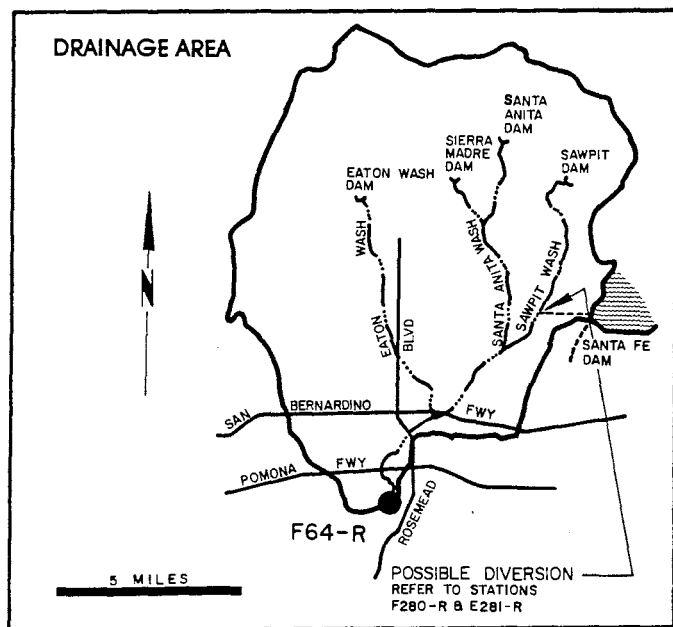 DRAINAGE AREA
SANTA
ANITA
DAM
SIERRA
MADRE
DAM
SAWPIT
DAM
EATON WASH
DAM
WASH
SANTA ANITA WASH
SAWPIT WASH
N
EATON
BLVD
SANTA FE
DAM
SAN BERNARDINO FWY
POMONA FWY
F64-R
ROSEMEAD
5 MILES
POSSIBLE DIVERSION
REFER TO STATIONS
F280-R & E281-R